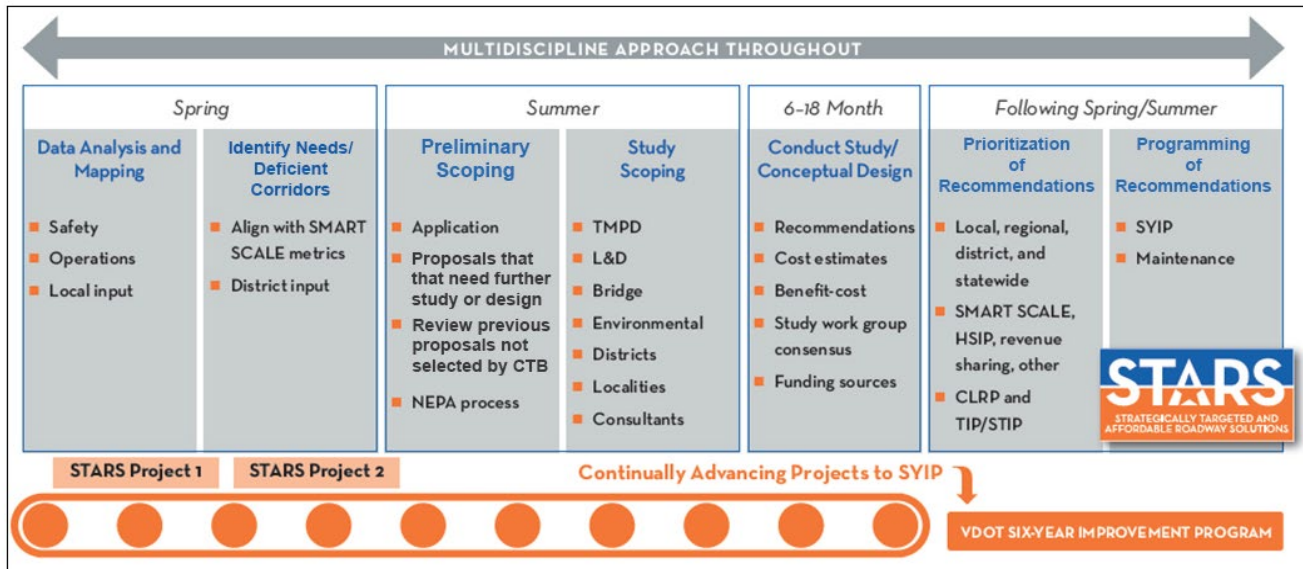 MULTIDISCIPLINE APPROACH THROUGHOUT
Spring
Data Analysis and
Mapping
Safety
Operations
Local input
Identify Needs/
Deficient
Corridors
Align with SMART
SCALE metrics
District input
Summer
Preliminary
Scoping
Application
Proposals that
that need further
study or design
Review previous
proposals not
selected by CTB
NEPA process
Study
Scoping
TMPD
L&D
Bridge
Environmental
Districts
Localities
Consultants
6–18 Month
Conduct Study/
Conceptual Design
Recommendations
Cost estimates
Benefit-cost
Study work group
consensus
Funding sources
Following Spring/Summer
Prioritization
of
Recommendations
Local, regional,
district, and
statewide
SMART SCALE,
HSIP, revenue
sharing, other
CLRP and
TIP/STIP
Programming
of
Recommendations
SYIP
Maintenance
STARS
STRATEGICALLY TARGETED AND
AFFORDABLE ROADWAY SOLUTIONS
STARS Project 1
STARS Project 2
Continually Advancing Projects to SYIP
VDOT SIX-YEAR IMPROVEMENT PROGRAM